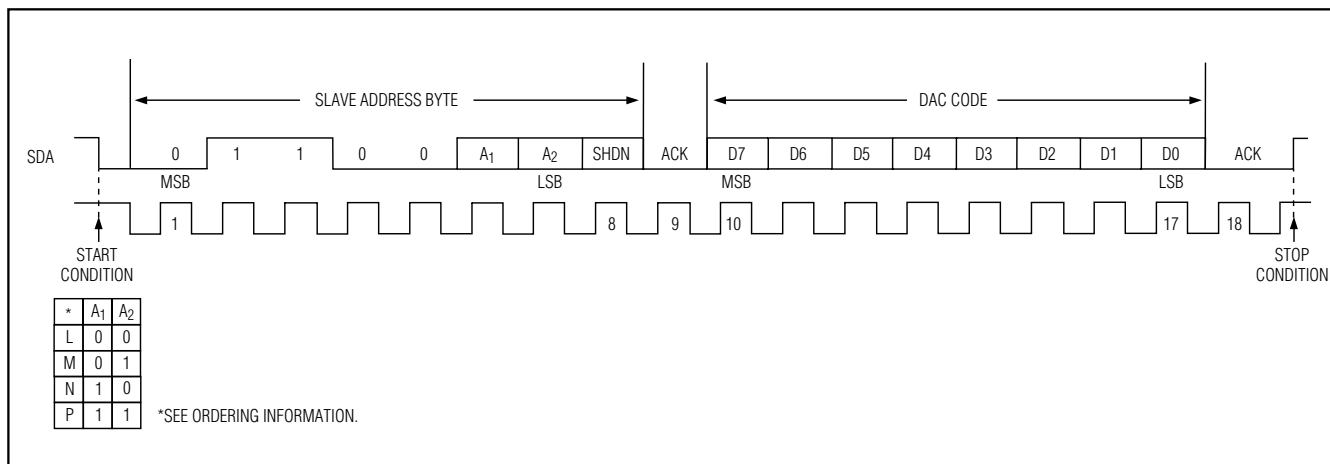 SLAVE ADDRESS BYTE DAC CODE
SDA 0 1 1 0 0 A1 A2 SHDN ACK D7 D6 D5 D4 D3 D2 D1 D0 ACK
MSB LSB MSB LSB
1 8 9 10 17 18
START CONDITION STOP CONDITION
* A1 A2
L 0 0
M 0 1
N 1 0
P 1 1 *SEE ORDERING INFORMATION.